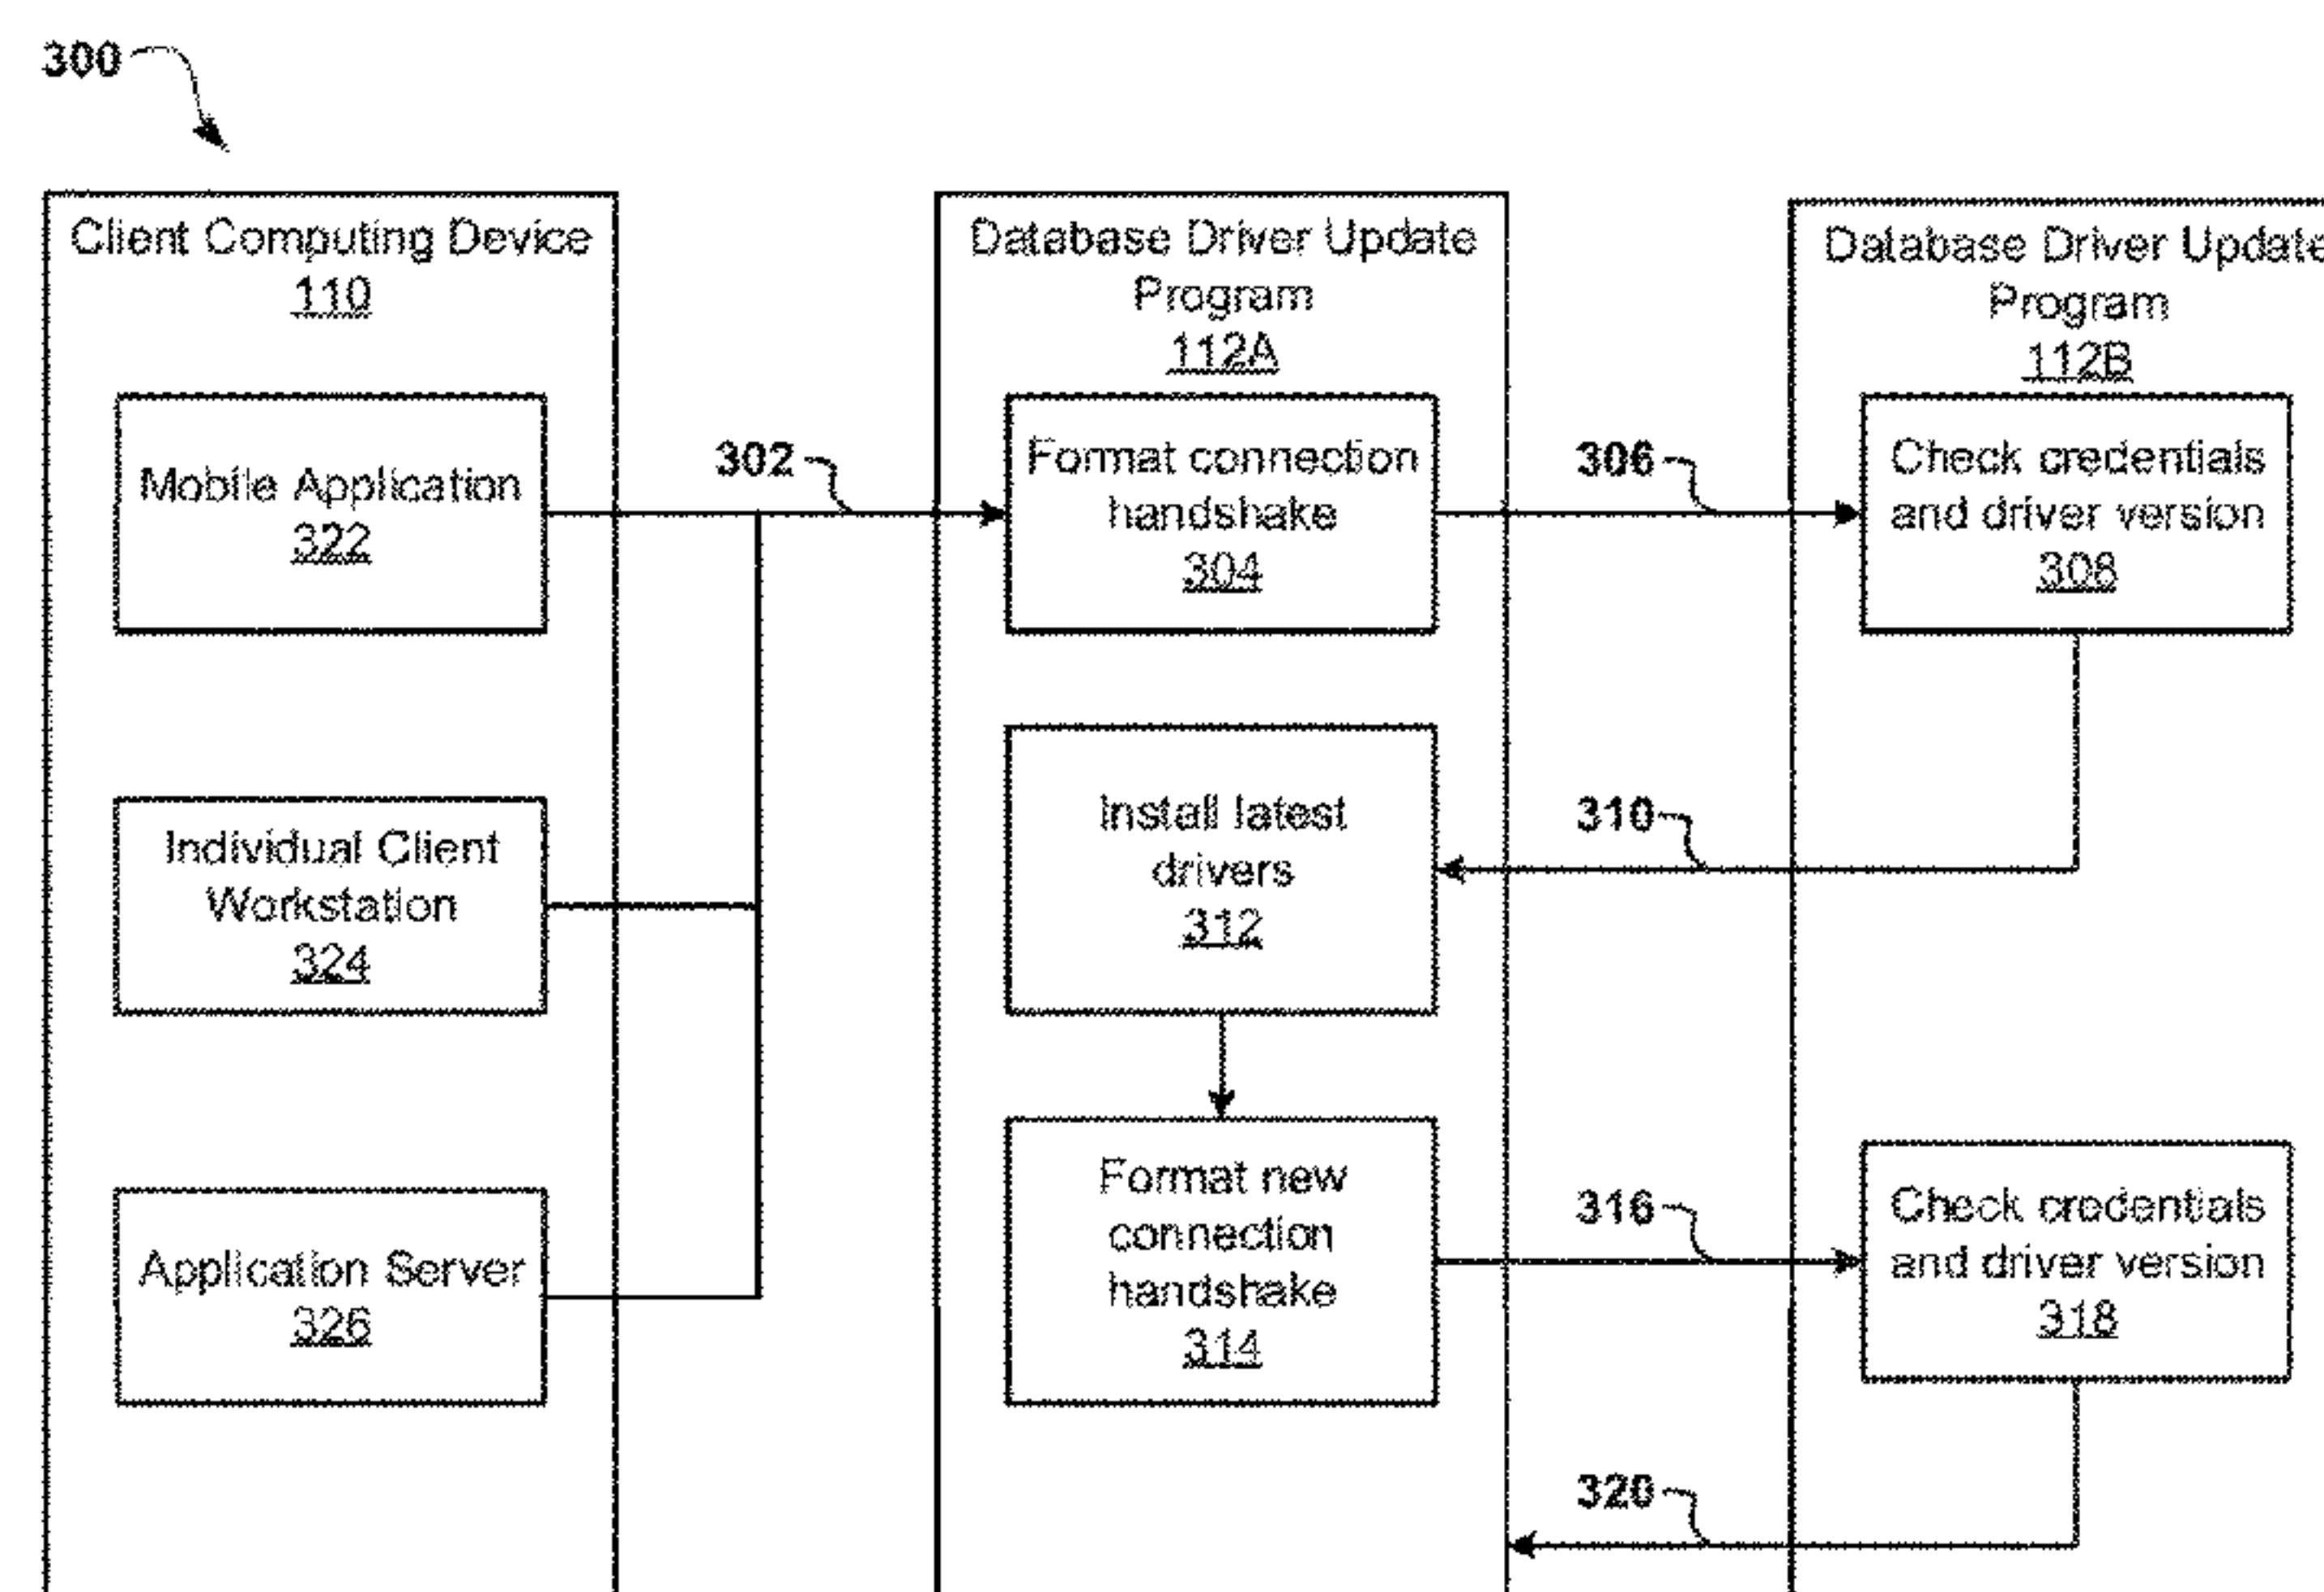 300
Client Computing Device
110
Mobile Application
322
Individual Client
Workstation
324
Application Server
326
302
Database Driver Update
Program
112A
Format connection
handshake
304
Install latest
drivers
312
Format new
connection
handshake
314
306
310
316
320
Database Driver Update
Program
112B
Check credentials
and driver version
308
Check credentials
and driver version
318